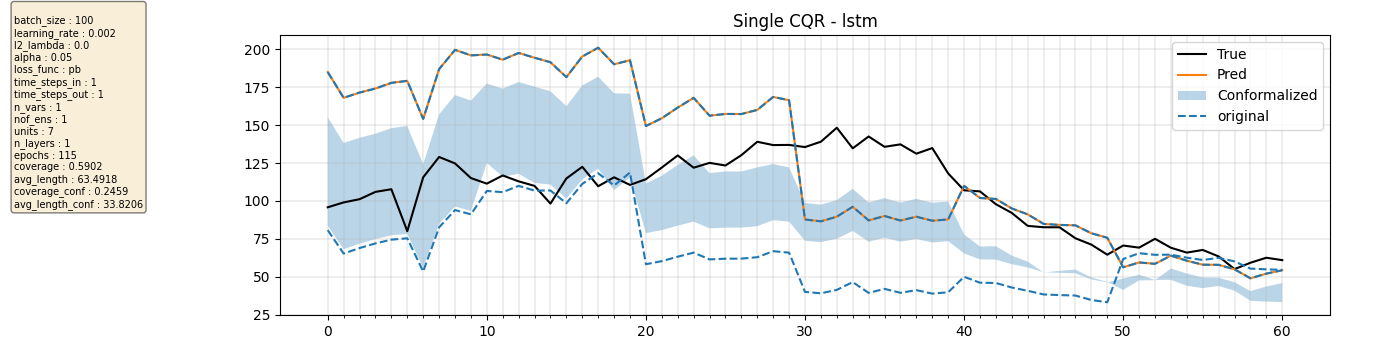 batch_size : 100
learning_rate : 0.002
l2_lambda : 0.0
alpha : 0.05
loss_func : pb
time_steps_in : 1
time_steps_out : 1
n_vars : 1
nof_ens : 1
units : 7
n_layers : 1
epochs : 115
coverage : 0.5902
avg_length : 63.4918
coverage_conf : 0.2459
avg_length_conf : 33.8206
Single CQR - lstm
200
175
150
125
100
75
50
25
0 10 20 30 40 50 60
True
Pred
Conformalized
original